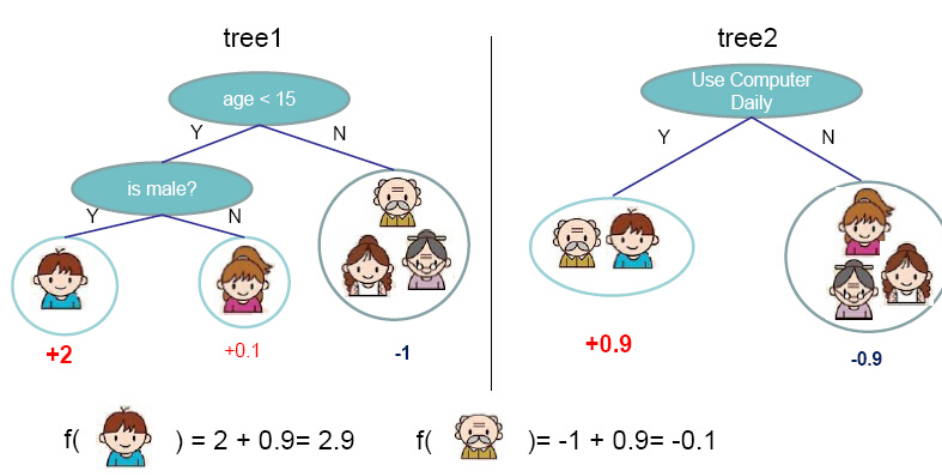 tree1
age < 15
Y
N
is male?
Y
N
+2
+0.1
-1
tree2
Use Computer
Daily
Y
N
+0.9
-0.9
f( ) = 2 + 0.9= 2.9
f( )= -1 + 0.9= -0.1